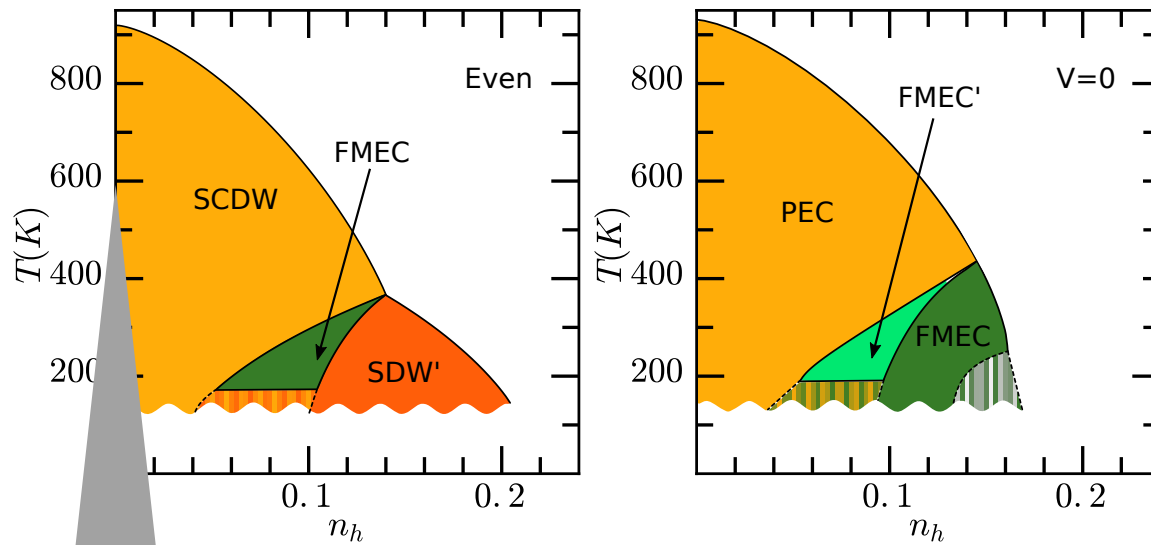 Even
800
600
400
200
T(K)
SCDW
FMEC
SDW'
0.1
0.2
n_h
V=0
800
600
400
200
T(K)
FMEC'
PEC
FMEC
0.1
0.2
n_h